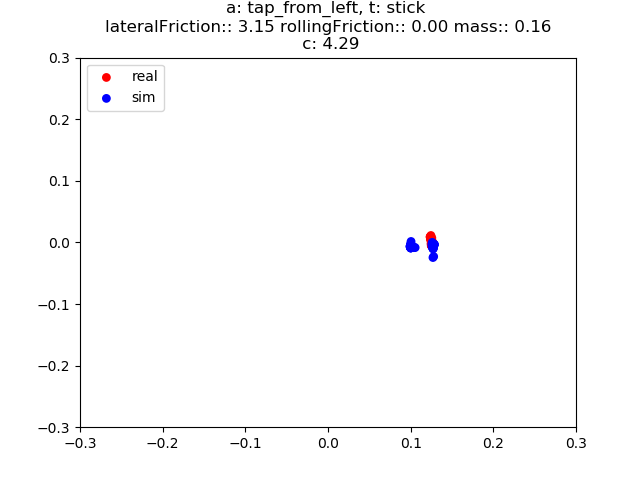 a: tap_from_left, t: stick
lateralFriction:: 3.15 rollingFriction:: 0.00 mass:: 0.16
c: 4.29
real
sim
0.3
0.2
0.1
0.0
−0.1
−0.2
−0.3
−0.3 −0.2 −0.1 0.0 0.1 0.2 0.3